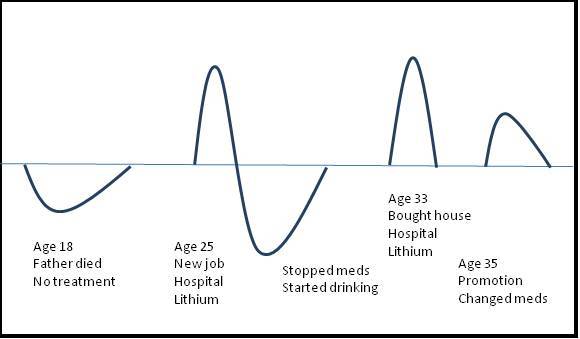 Age 18
Father died
No treatment
Age 25
New job
Hospital
Lithium
Stopped meds
Started drinking
Age 33
Bought house
Hospital
Lithium
Age 35
Promotion
Changed meds